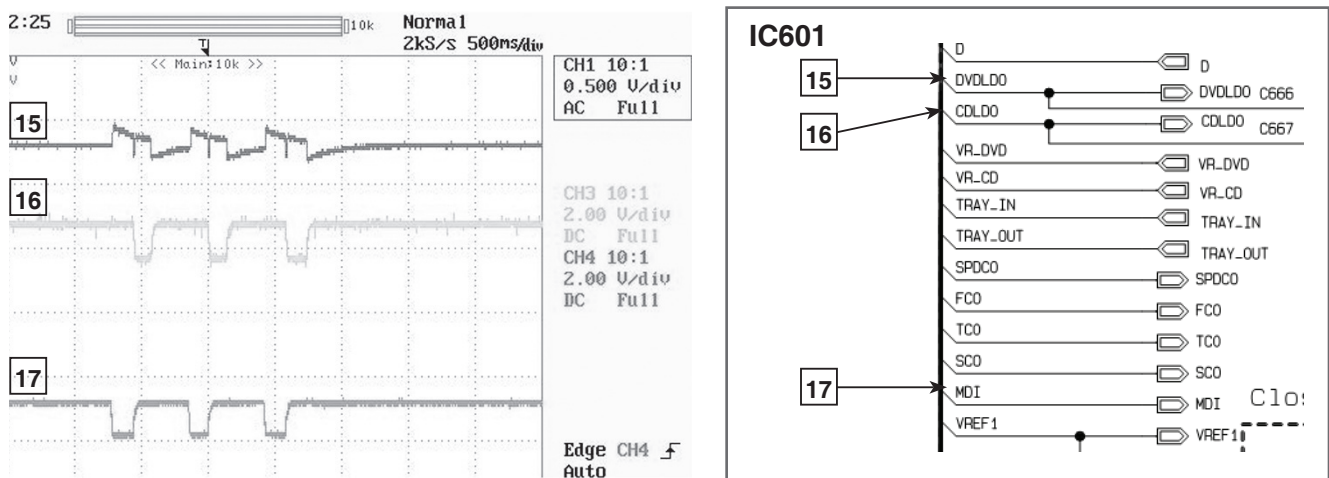 2:25
10k
Normal
2kS/s 500ms/div
T
<< Main:10k >>
V
V
CH1 10:1
0.500 V/div
AC Full
15
16
CH3 10:1
2.00 V/div
DC Full
CH4 10:1
2.00 V/div
DC Full
17
Edge CH4
Auto
IC601
D
D
15
DVDLDO
DVDLDO C666
16
CDLDO
CDLDO C667
VR_DVD
VR_DVD
VR_CD
VR_CD
TRAY_IN
TRAY_IN
TRAY_OUT
TRAY_OUT
SPDCO
SPDCO
FCO
FCO
TCO
TCO
SCO
SCO
17
MDI
MDI
VREF1
VREF1